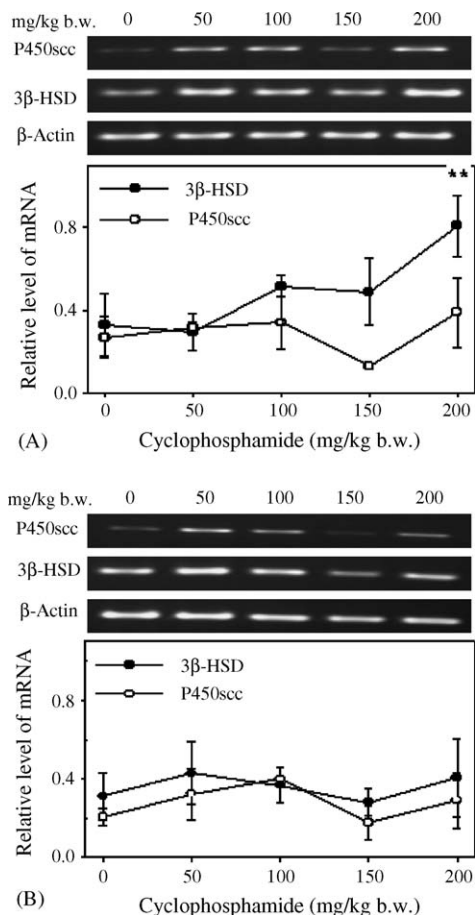 mg/kg b.w. 0 50 100 150 200
P450scc
3β-HSD
β-Actin
**
3β-HSD
P450scc
Relative level of mRNA
0.8
0.4
0.0
0 50 100 150 200
(A) Cyclophosphamide (mg/kg b.w.)
mg/kg b.w. 0 50 100 150 200
P450scc
3β-HSD
β-Actin
3β-HSD
P450scc
Relative level of mRNA
0.8
0.4
0.0
0 50 100 150 200
(B) Cyclophosphamide (mg/kg b.w.)